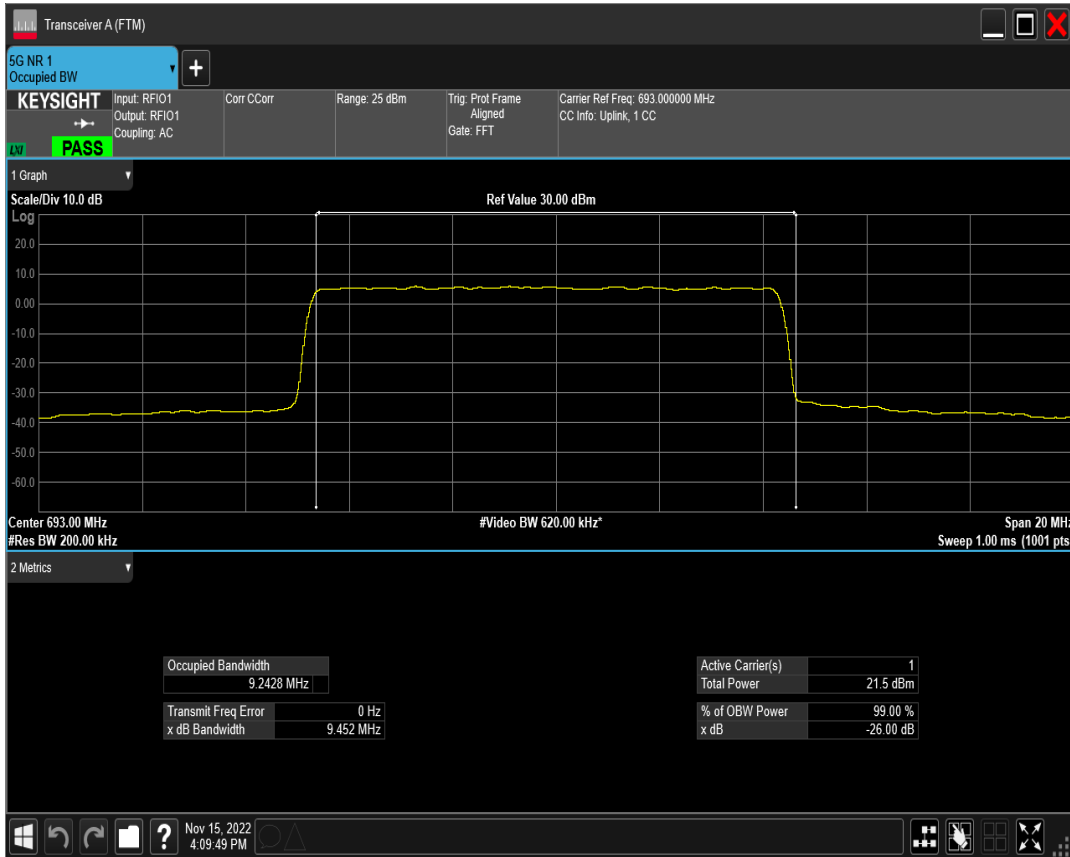 Transceiver A (FTM)
5G NR 1
Occupied BW
+
KEYSIGHT
LXI
PASS
Input: RFIO1
Output: RFIO1
Coupling: AC
Corr CCorr
Range: 25 dBm
Trig: Prot Frame
Aligned
Gate: FFT
Carrier Ref Freq: 693.000000 MHz
CC Info: Uplink, 1 CC
1 Graph
Scale/Div 10.0 dB
Ref Value 30.00 dBm
Log
20.0
10.0
0.00
-10.0
-20.0
-30.0
-40.0
-50.0
-60.0
Center 693.00 MHz
#Video BW 620.00 kHz*
Span 20 MHz
#Res BW 200.00 kHz
Sweep 1.00 ms (1001 pts
2 Metrics
Occupied Bandwidth
9.2428 MHz
Transmit Freq Error 0 Hz
x dB Bandwidth 9.452 MHz
Active Carrier(s) 1
Total Power 21.5 dBm
% of OBW Power 99.00 %
x dB -26.00 dB
?
Nov 15, 2022
4:09:49 PM